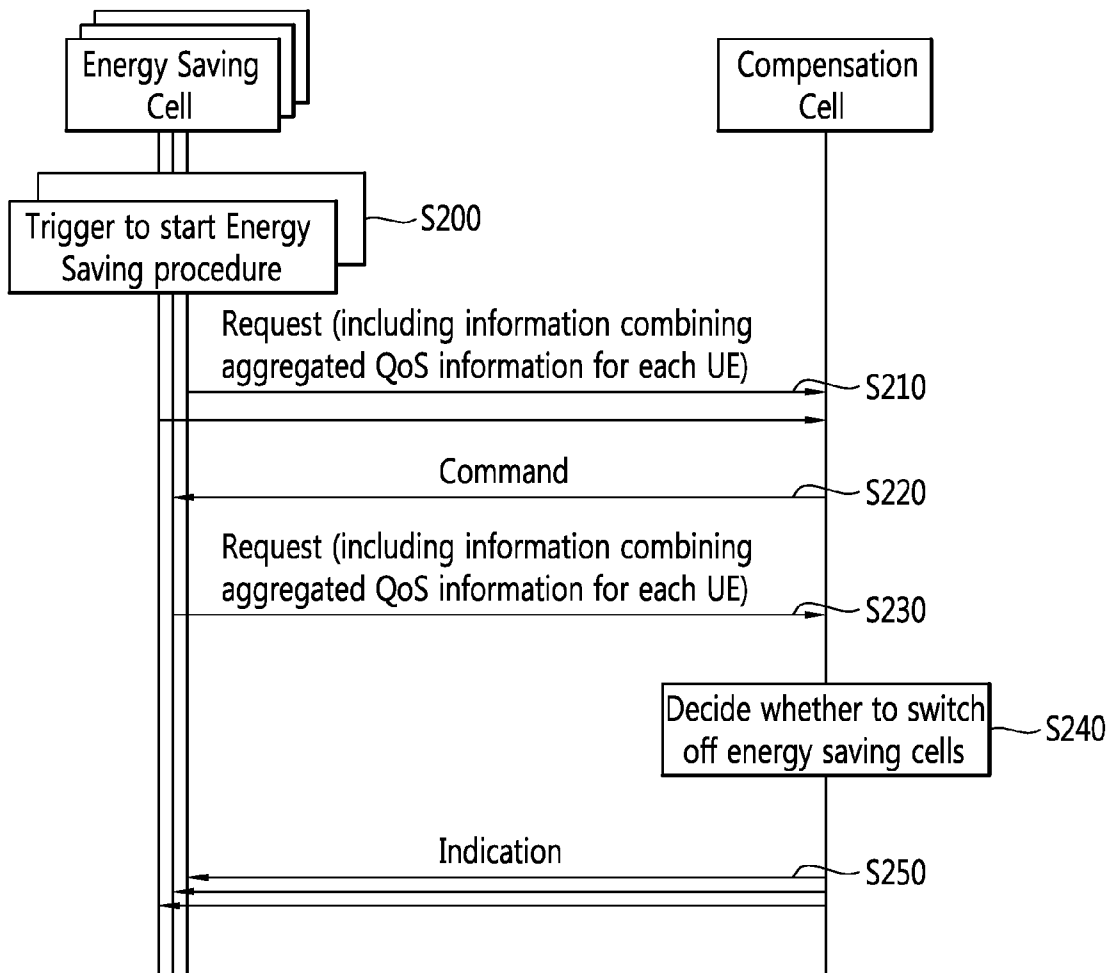 Energy Saving
Cell
Compensation
Cell
Trigger to start Energy
Saving procedure
S200
Request (including information combining
aggregated QoS information for each UE)
S210
Command
S220
Request (including information combining
aggregated QoS information for each UE)
S230
Decide whether to switch
off energy saving cells
S240
Indication
S250